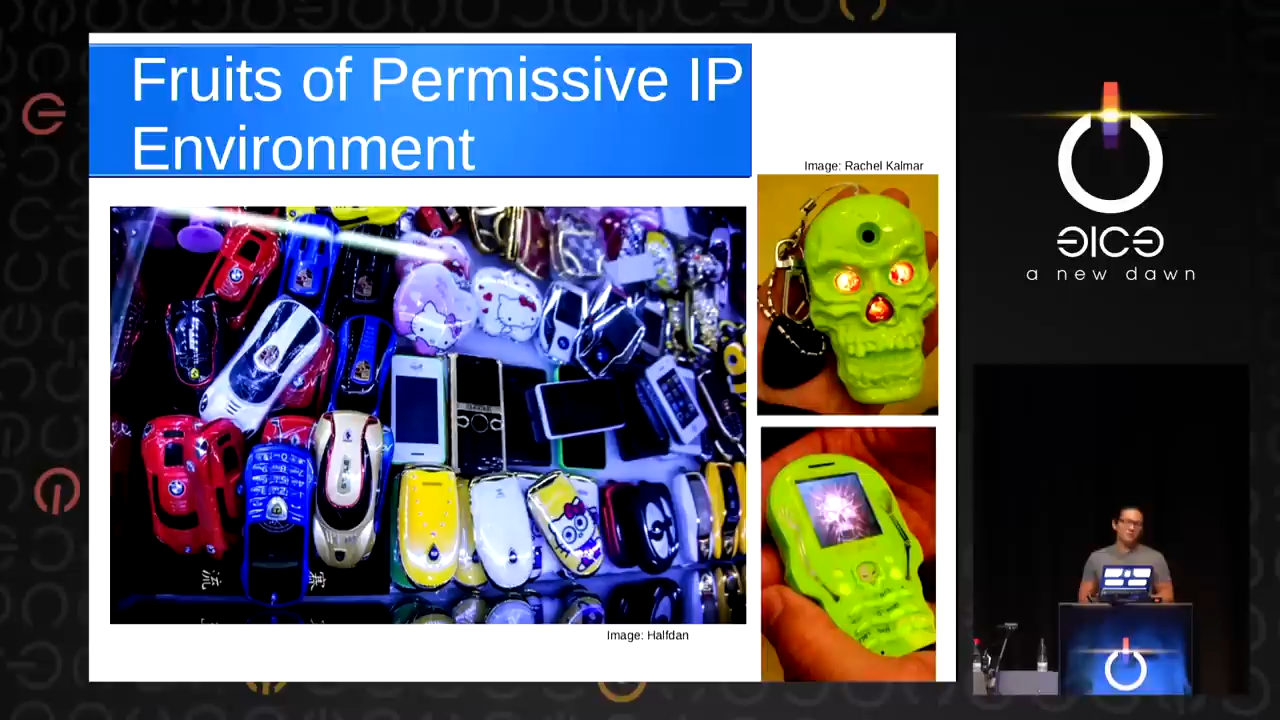 Fruits of Permissive IP
Environment
Image: Rachel Kalmar
Image: Halfdan
a new dawn